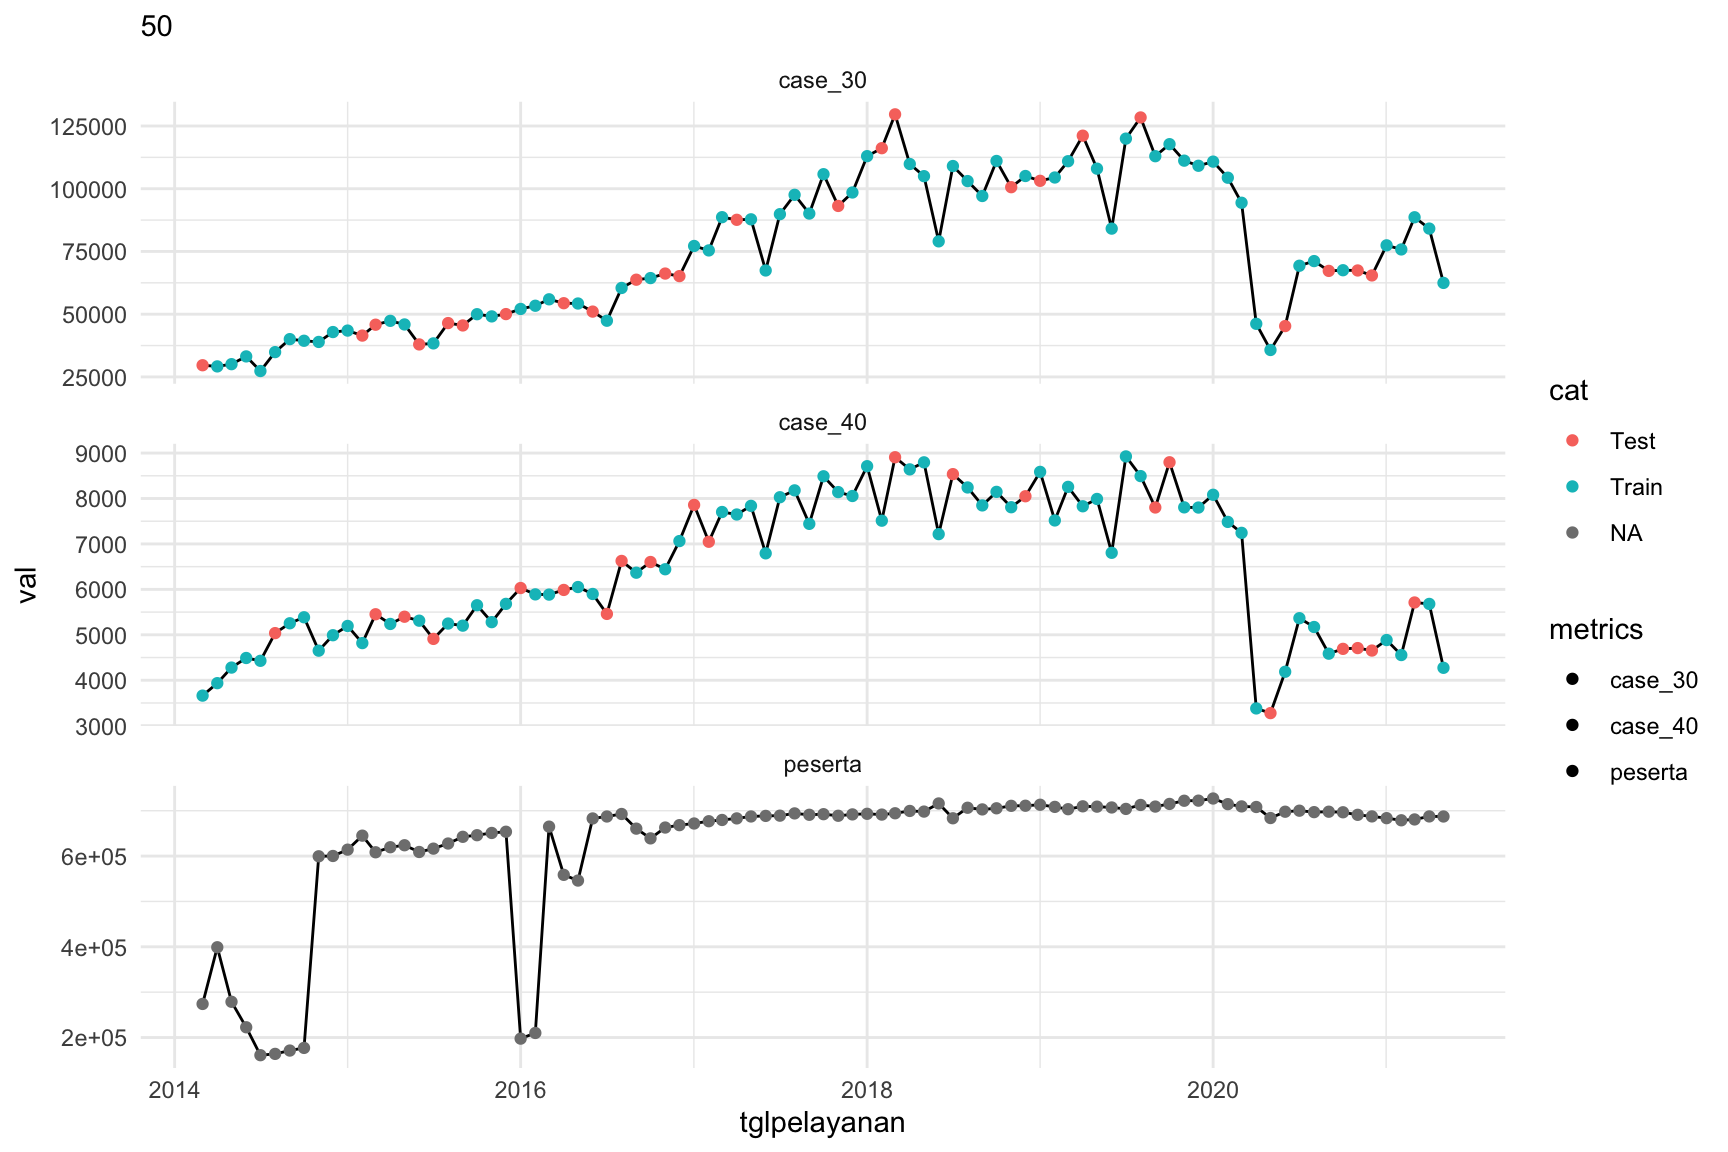 50
case_30
125000
100000
75000
50000
25000
case_40
9000
8000
7000
6000
5000
4000
3000
peserta
6e+05
4e+05
2e+05
2014
2016
2018
2020
tglpelayanan
val
cat
Test
Train
NA
metrics
case_30
case_40
peserta